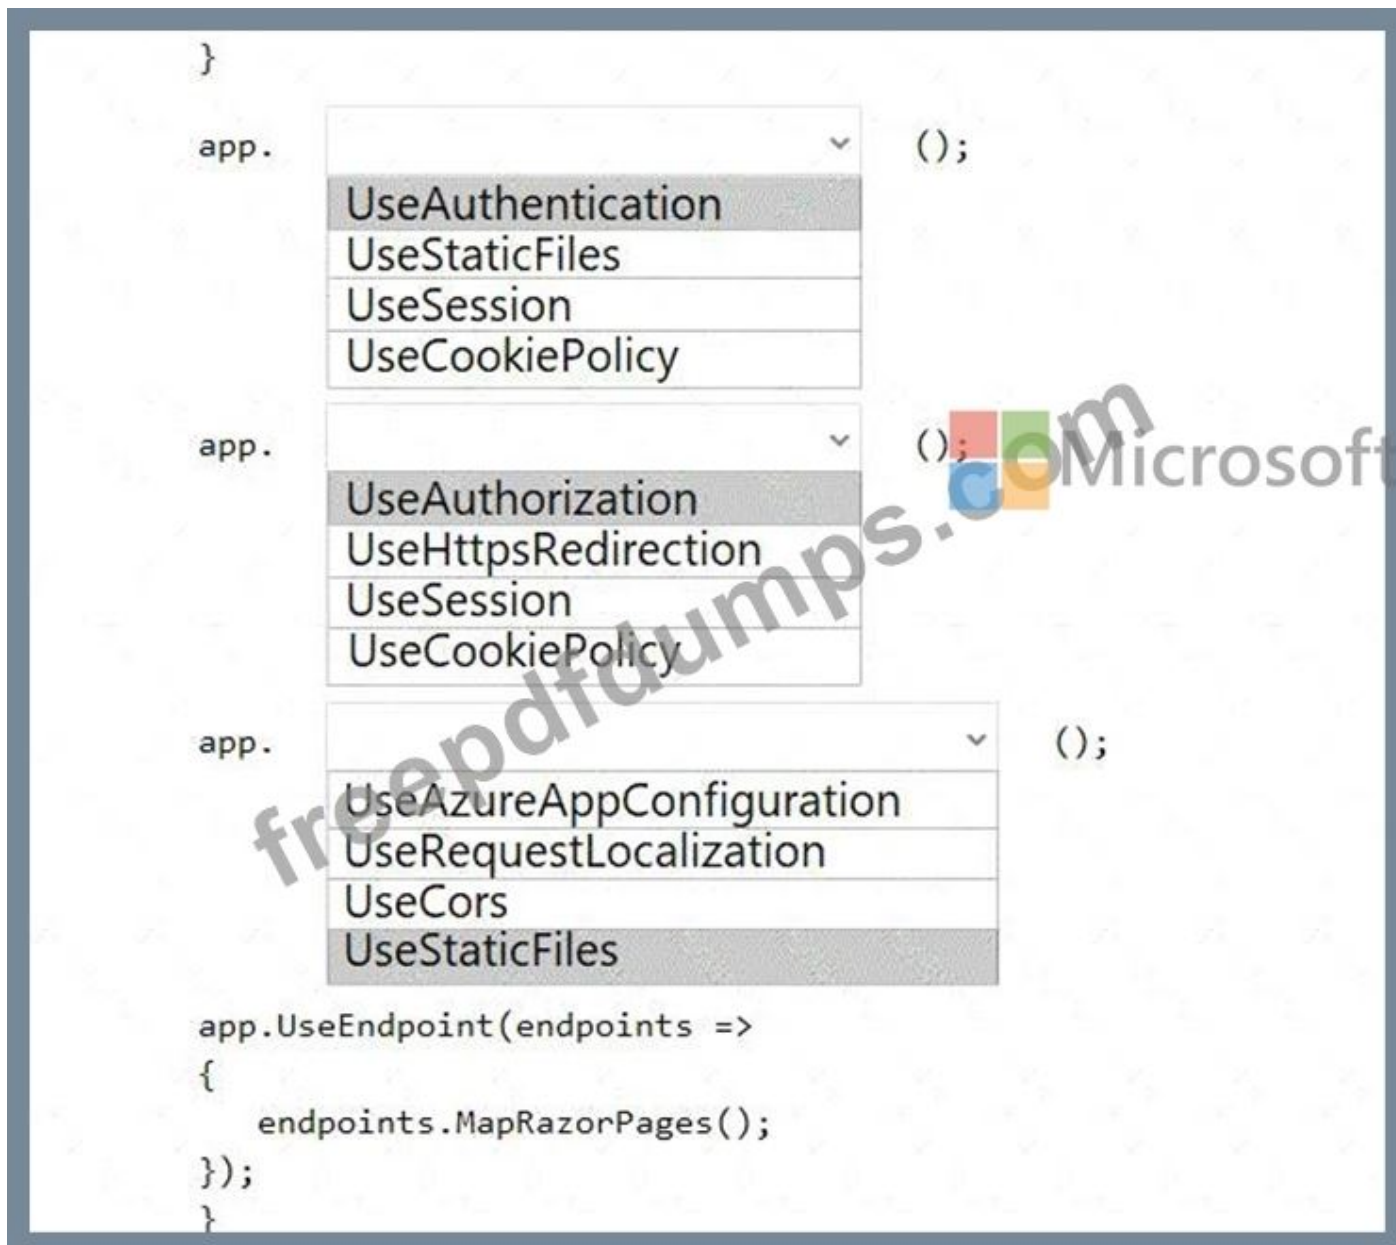 }
app. ();
UseAuthentication
UseStaticFiles
UseSession
UseCookiePolicy
app. ();
UseAuthorization
UseHttpsRedirection
UseSession
UseCookiePolicy
Microsoft
freepdfdumps.com
app. ();
UseAzureAppConfiguration
UseRequestLocalization
UseCors
UseStaticFiles
app.UseEndpoint(endpoints =>
{
endpoints.MapRazorPages();
});
}